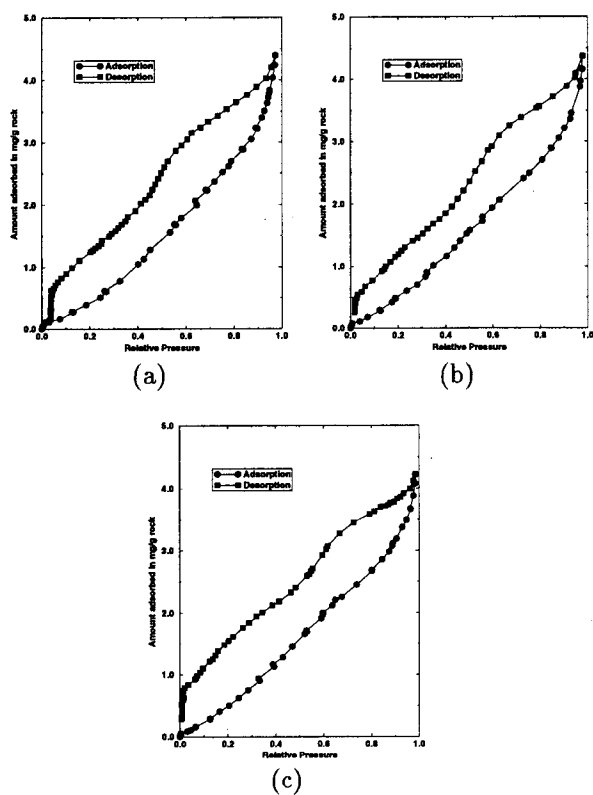 5.0
4.0
3.0
2.0
1.0
0.0
Amount adsorbed in mg/g rock
Adsorption
Desorption
0.0 0.2 0.4 0.6 0.8 1.0
Relative Pressure
(a)
5.0
4.0
3.0
2.0
1.0
0.0
Amount adsorbed in mg/g rock
Adsorption
Desorption
0.0 0.2 0.4 0.6 0.8 1.0
Relative Pressure
(b)
5.0
4.0
3.0
2.0
1.0
0.0
Amount adsorbed in mg/g rock
Adsorption
Desorption
0.0 0.2 0.4 0.6 0.8 1.0
Relative Pressure
(c)